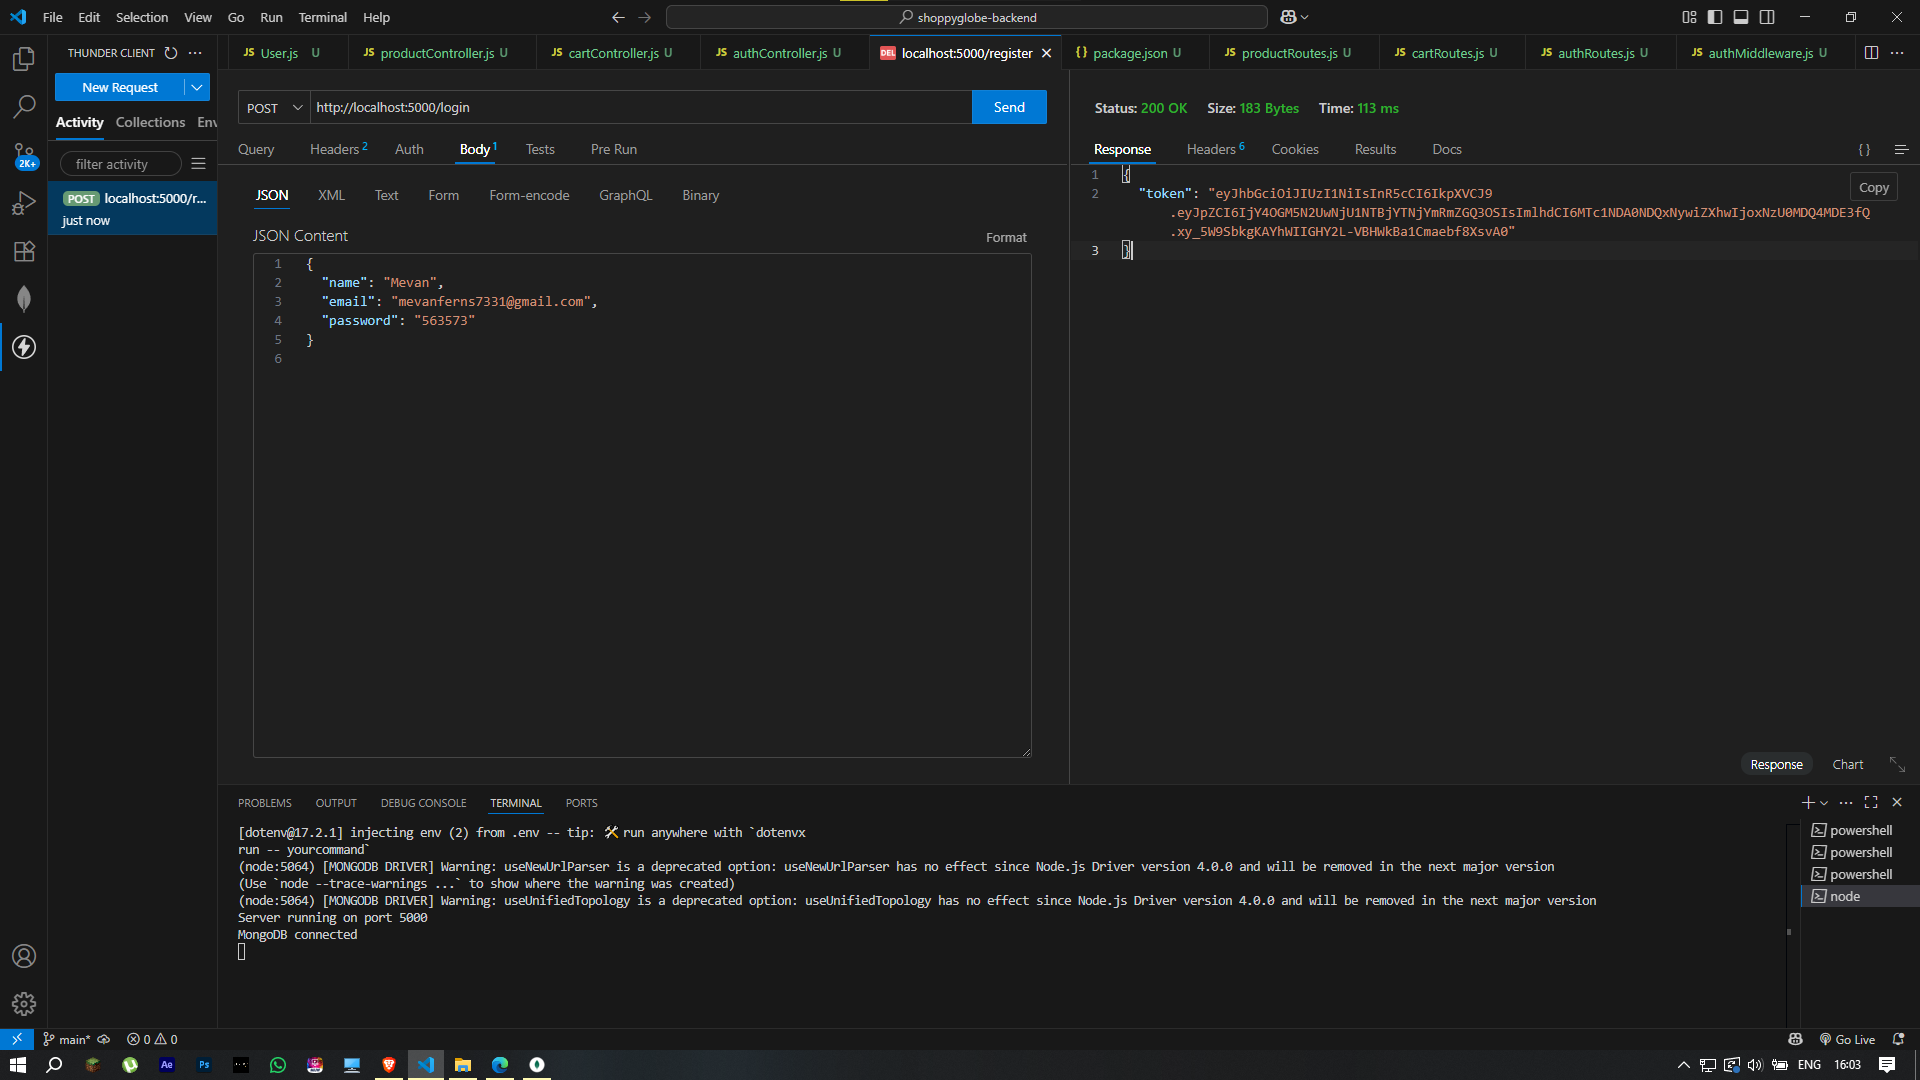 File Edit Selection View Go Run Terminal Help
shoppyglobe-backend
THUNDER CLIENT
User.js U
productController.js U
cartController.js U
authController.js U
DEL localhost:5000/register
package.json U
productRoutes.js U
cartRoutes.js U
authRoutes.js U
authMiddleware.js U
New Request
Activity Collections Env
filter activity
POST localhost:5000/r...
just now
2K+
POST http://localhost:5000/login Send
Query Headers 2 Auth Body 1 Tests Pre Run
JSON XML Text Form Form-encode GraphQL Binary
JSON Content
Format
1 {
2 "name": "Mevan",
3 "email": "mevanferns7331@gmail.com",
4 "password": "563573"
5 }
6
Status: 200 OK Size: 183 Bytes Time: 113 ms
Response Headers 6 Cookies Results Docs
{ }
Copy
1 {
2 "token": "eyJhbGciOiJIUzI1NiIsInR5cCI6IkpXVCJ9
.eyJpZCI6IjY4OGM5N2UwNjU1NTBjYTNjYmRmZGQ3OSIsImlhdCI6MTc1NDA0NDQxNywiZXhwIjoxNzU0MDQ4MDE3fQ
.xy_5W9SbkgKAYhWIIGHY2L-VBHWkBa1Cmaebf8XsvA0"
3 }
Response Chart
PROBLEMS OUTPUT DEBUG CONSOLE TERMINAL PORTS
[dotenv@17.2.1] injecting env (2) from .env -- tip: 🛠️ run anywhere with `dotenvx
run -- yourcommand`
(node:5064) [MONGODB DRIVER] Warning: useNewUrlParser is a deprecated option: useNewUrlParser has no effect since Node.js Driver version 4.0.0 and will be removed in the next major version
(Use `node --trace-warnings ...` to show where the warning was created)
(node:5064) [MONGODB DRIVER] Warning: useUnifiedTopology is a deprecated option: useUnifiedTopology has no effect since Node.js Driver version 4.0.0 and will be removed in the next major version
Server running on port 5000
MongoDB connected
powershell
powershell
powershell
node
main* 0 0
Go Live
Ae Ps
ENG 16:03